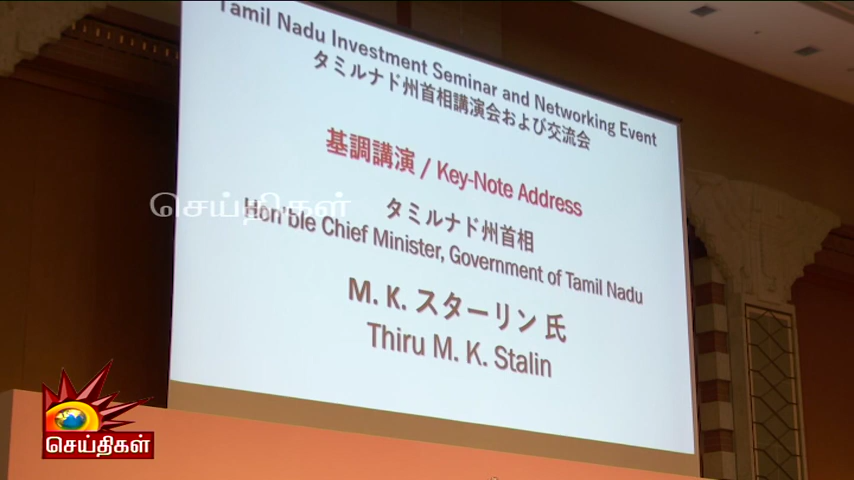 Tamil Nadu Investment Seminar and Networking Event
タミルナド州首相講演会および交流会
基調講演 / Key-Note Address
செய்திகள்
タミルナド州首相
Hon'ble Chief Minister, Government of Tamil Nadu
M. K. スターリン 氏
Thiru M. K. Stalin
செய்திகள்